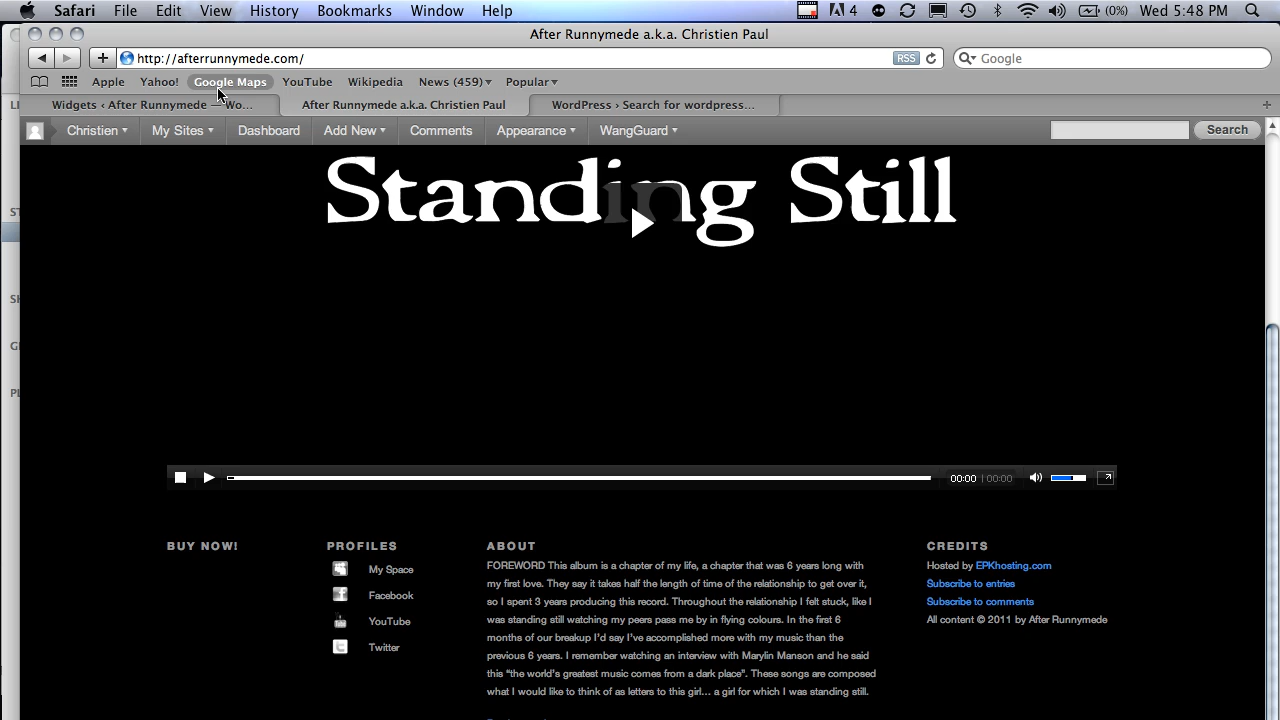 Safari File Edit View History Bookmarks Window Help 4 (0%) Wed 5:48 PM
After Runnymede a.k.a. Christien Paul
http://afterrunnymede.com/ RSS Google
Apple Yahoo! Google Maps YouTube Wikipedia News (459) Popular
Widgets ‹ After Runnymede — Wo... After Runnymede a.k.a. Christien Paul WordPress › Search for wordpress...
Christien My Sites Dashboard Add New Comments Appearance WangGuard Search
Standing Still
00:00 | 00:00
BUY NOW!
PROFILES
My Space
Facebook
YouTube
Twitter
ABOUT
FOREWORD This album is a chapter of my life, a chapter that was 6 years long with
my first love. They say it takes half the length of time of the relationship to get over it,
so I spent 3 years producing this record. Throughout the relationship I felt stuck, like I
was standing still watching my peers pass me by in flying colours. In the first 6
months of our breakup I'd say I've accomplished more with my music than the
previous 6 years. I remember watching an interview with Marylin Manson and he said
this “the world's greatest music comes from a dark place”. These songs are composed
what I would like to think of as letters to this girl... a girl for which I was standing still.
CREDITS
Hosted by EPKhosting.com
Subscribe to entries
Subscribe to comments
All content © 2011 by After Runnymede